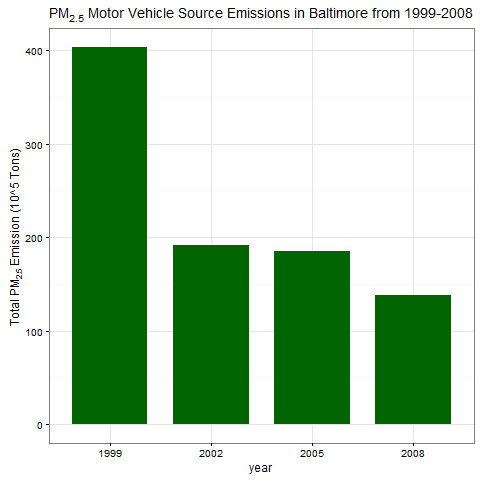 PM2.5 Motor Vehicle Source Emissions in Baltimore from 1999-2008
Total PM25 Emission (10^5 Tons)
400
300
200
100
0
1999 2002 2005 2008
year